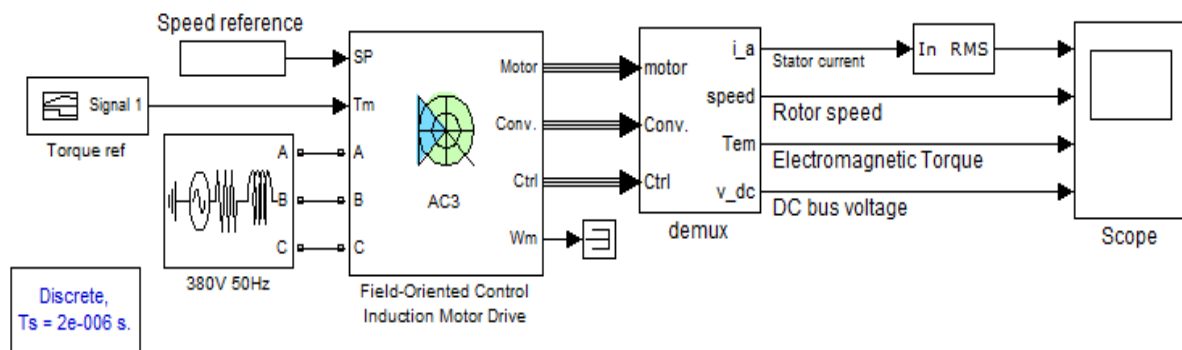 Speed reference
Signal 1
Torque ref
A
B
C
380V 50Hz
Discrete,
Ts = 2e-006 s.
SP
Tm
A
B
C
Motor
Conv.
Ctrl
Wm
AC3
Field-Oriented Control
Induction Motor Drive
motor
Conv.
Ctrl
i_a
speed
Tem
v_dc
demux
Stator current
Rotor speed
Electromagnetic Torque
DC bus voltage
In RMS
Scope